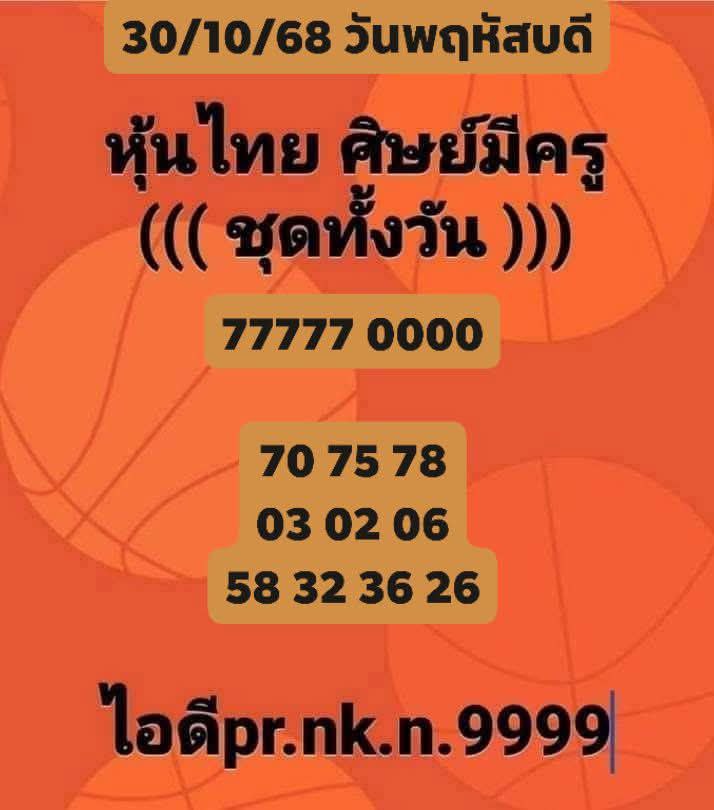 30/10/68 วันพฤหัสบดี
หุ้นไทย ศิษย์มีครู
((( ชุดทั้งวัน )))
77777 0000
70 75 78
03 02 06
58 32 36 26
ไอดีpr.nk.n.9999